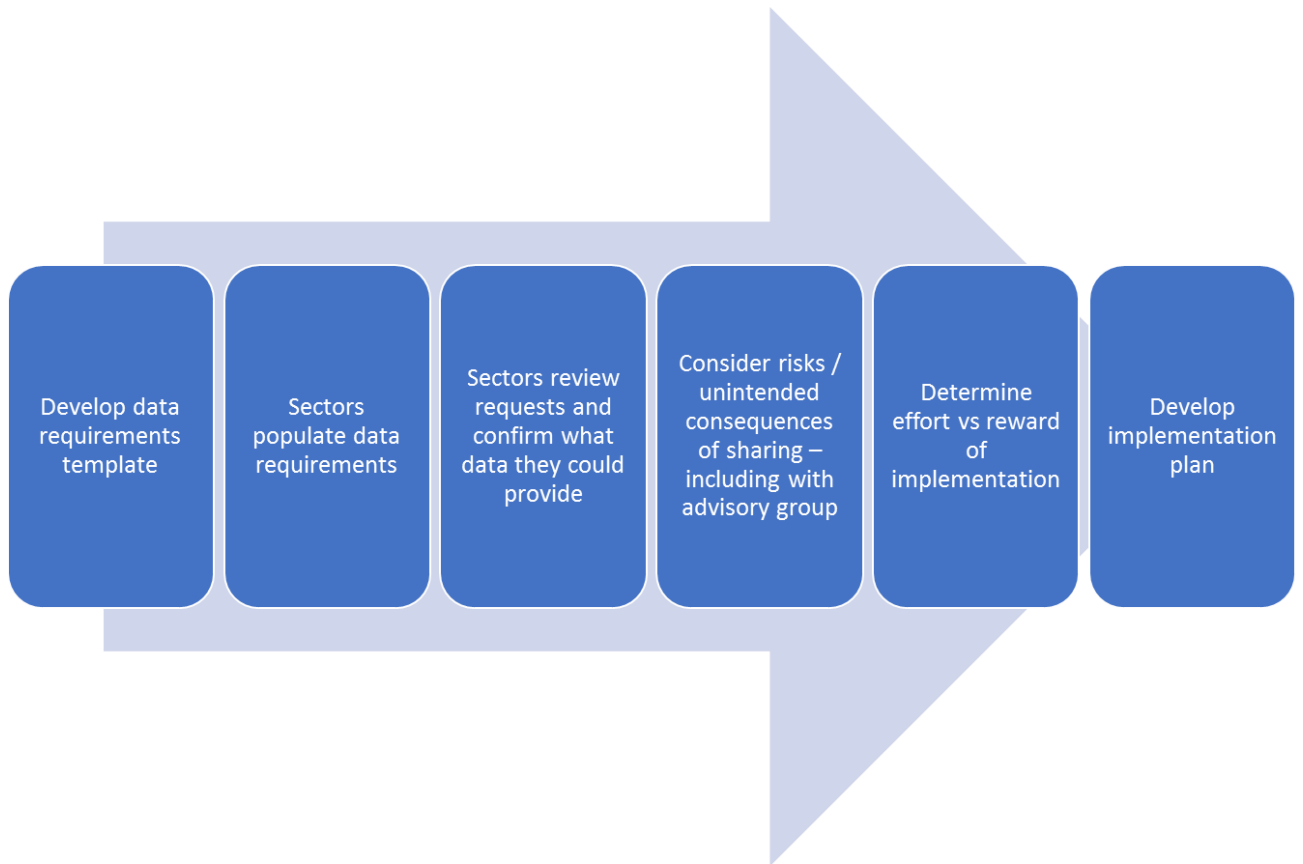 Develop data
requirements
template
Sectors
populate data
requirements
Sectors review
requests and
confirm what
data they could
provide
Consider risks /
unintended
consequences
of sharing –
including with
advisory group
Determine
effort vs reward
of
implementation
Develop
implementation
plan